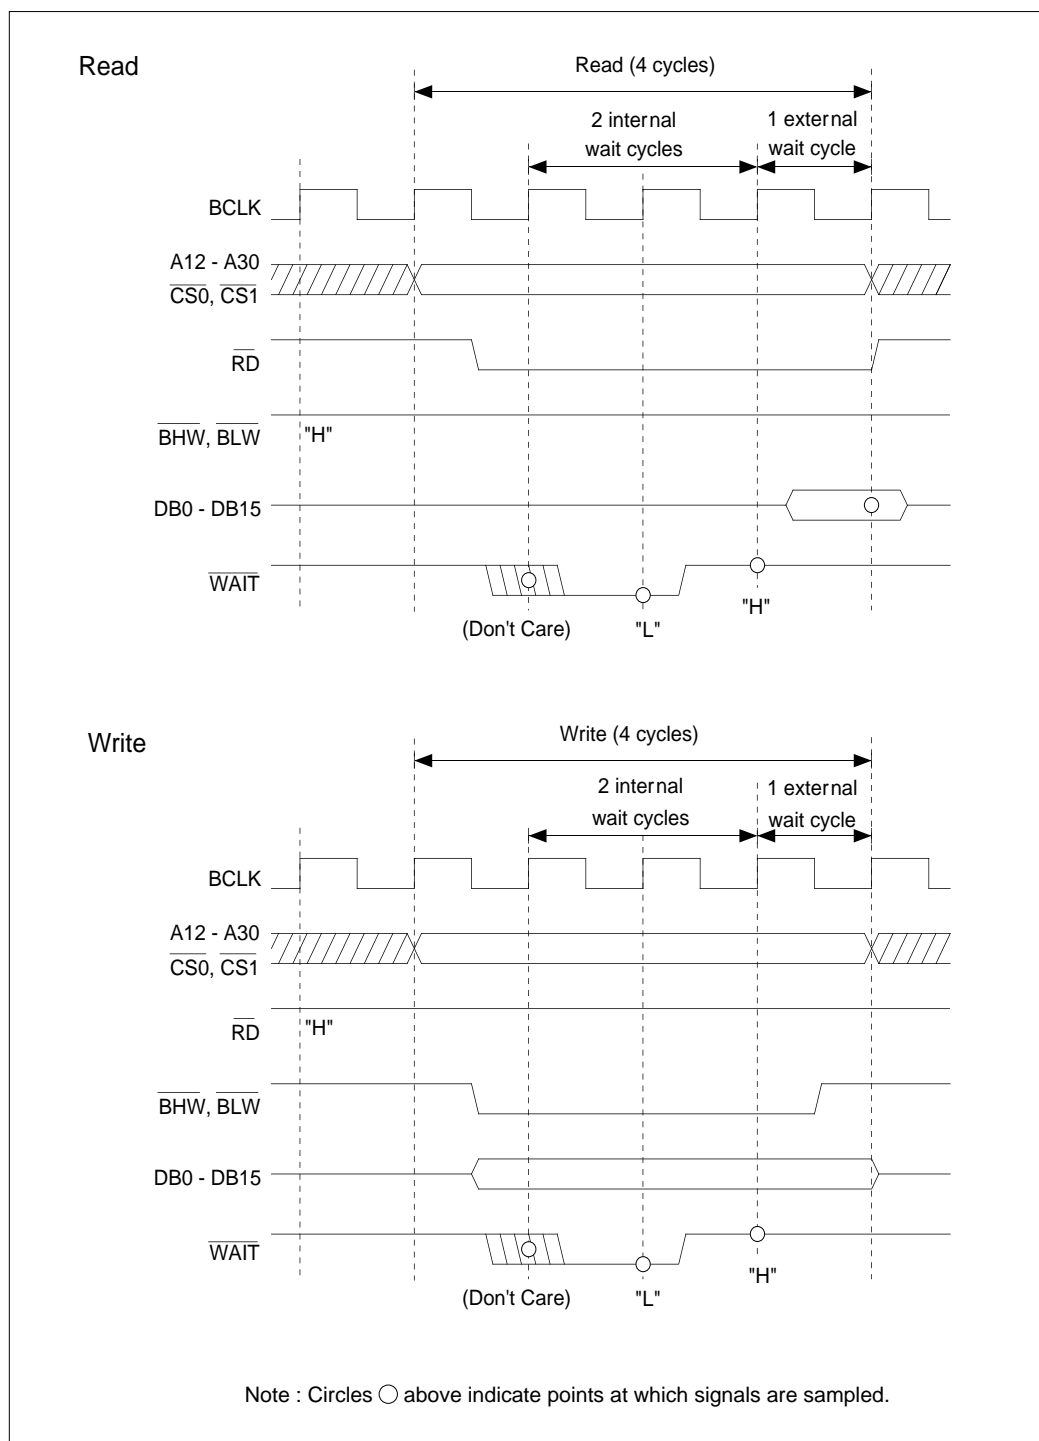 Read
Read (4 cycles)
2 internal
wait cycles
1 external
wait cycle
BCLK
A12 - A30
CS0, CS1
RD
BHW, BLW
"H"
DB0 - DB15
WAIT
"H"
(Don't Care)
"L"
Write
Write (4 cycles)
2 internal
wait cycles
1 external
wait cycle
BCLK
A12 - A30
CS0, CS1
RD
"H"
BHW, BLW
DB0 - DB15
WAIT
"H"
(Don't Care)
"L"
Note : Circles ○ above indicate points at which signals are sampled.